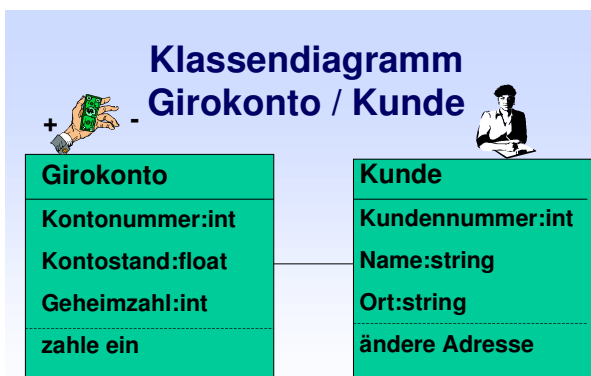 Klassendiagramm
Girokonto / Kunde
+ -
Girokonto
Kontonummer:int
Kontostand:float
Geheimzahl:int
zahle ein
Kunde
Kundennummer:int
Name:string
Ort:string
ändere Adresse